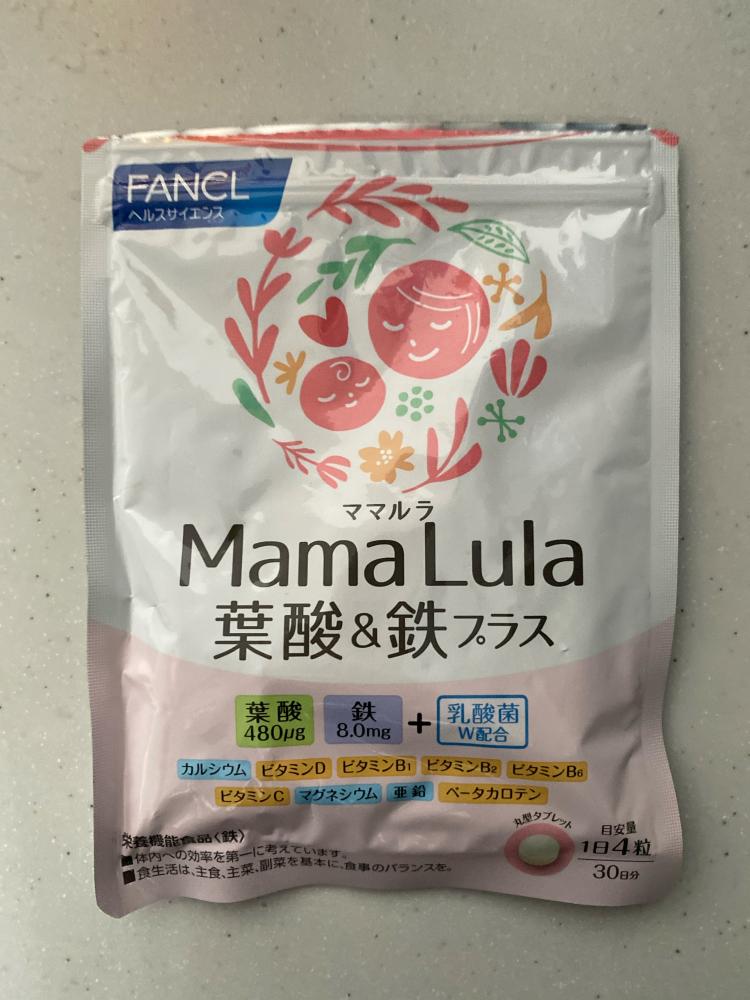 FANCL
ヘルスサイエンス
ママルラ
Mama Lula
葉酸&鉄プラス
葉酸 480μg 鉄 8.0mg + 乳酸菌 W配合
カルシウム ビタミンD ビタミンB1 ビタミンB2 ビタミンB6
ビタミンC マグネシウム 亜鉛 ベータカロテン
栄養機能食品〈鉄〉
■体内への効率を第一に考えています。
■食生活は、主食、主菜、副菜を基本に、食事のバランスを。
丸型タブレット
目安量
1日4粒
30日分